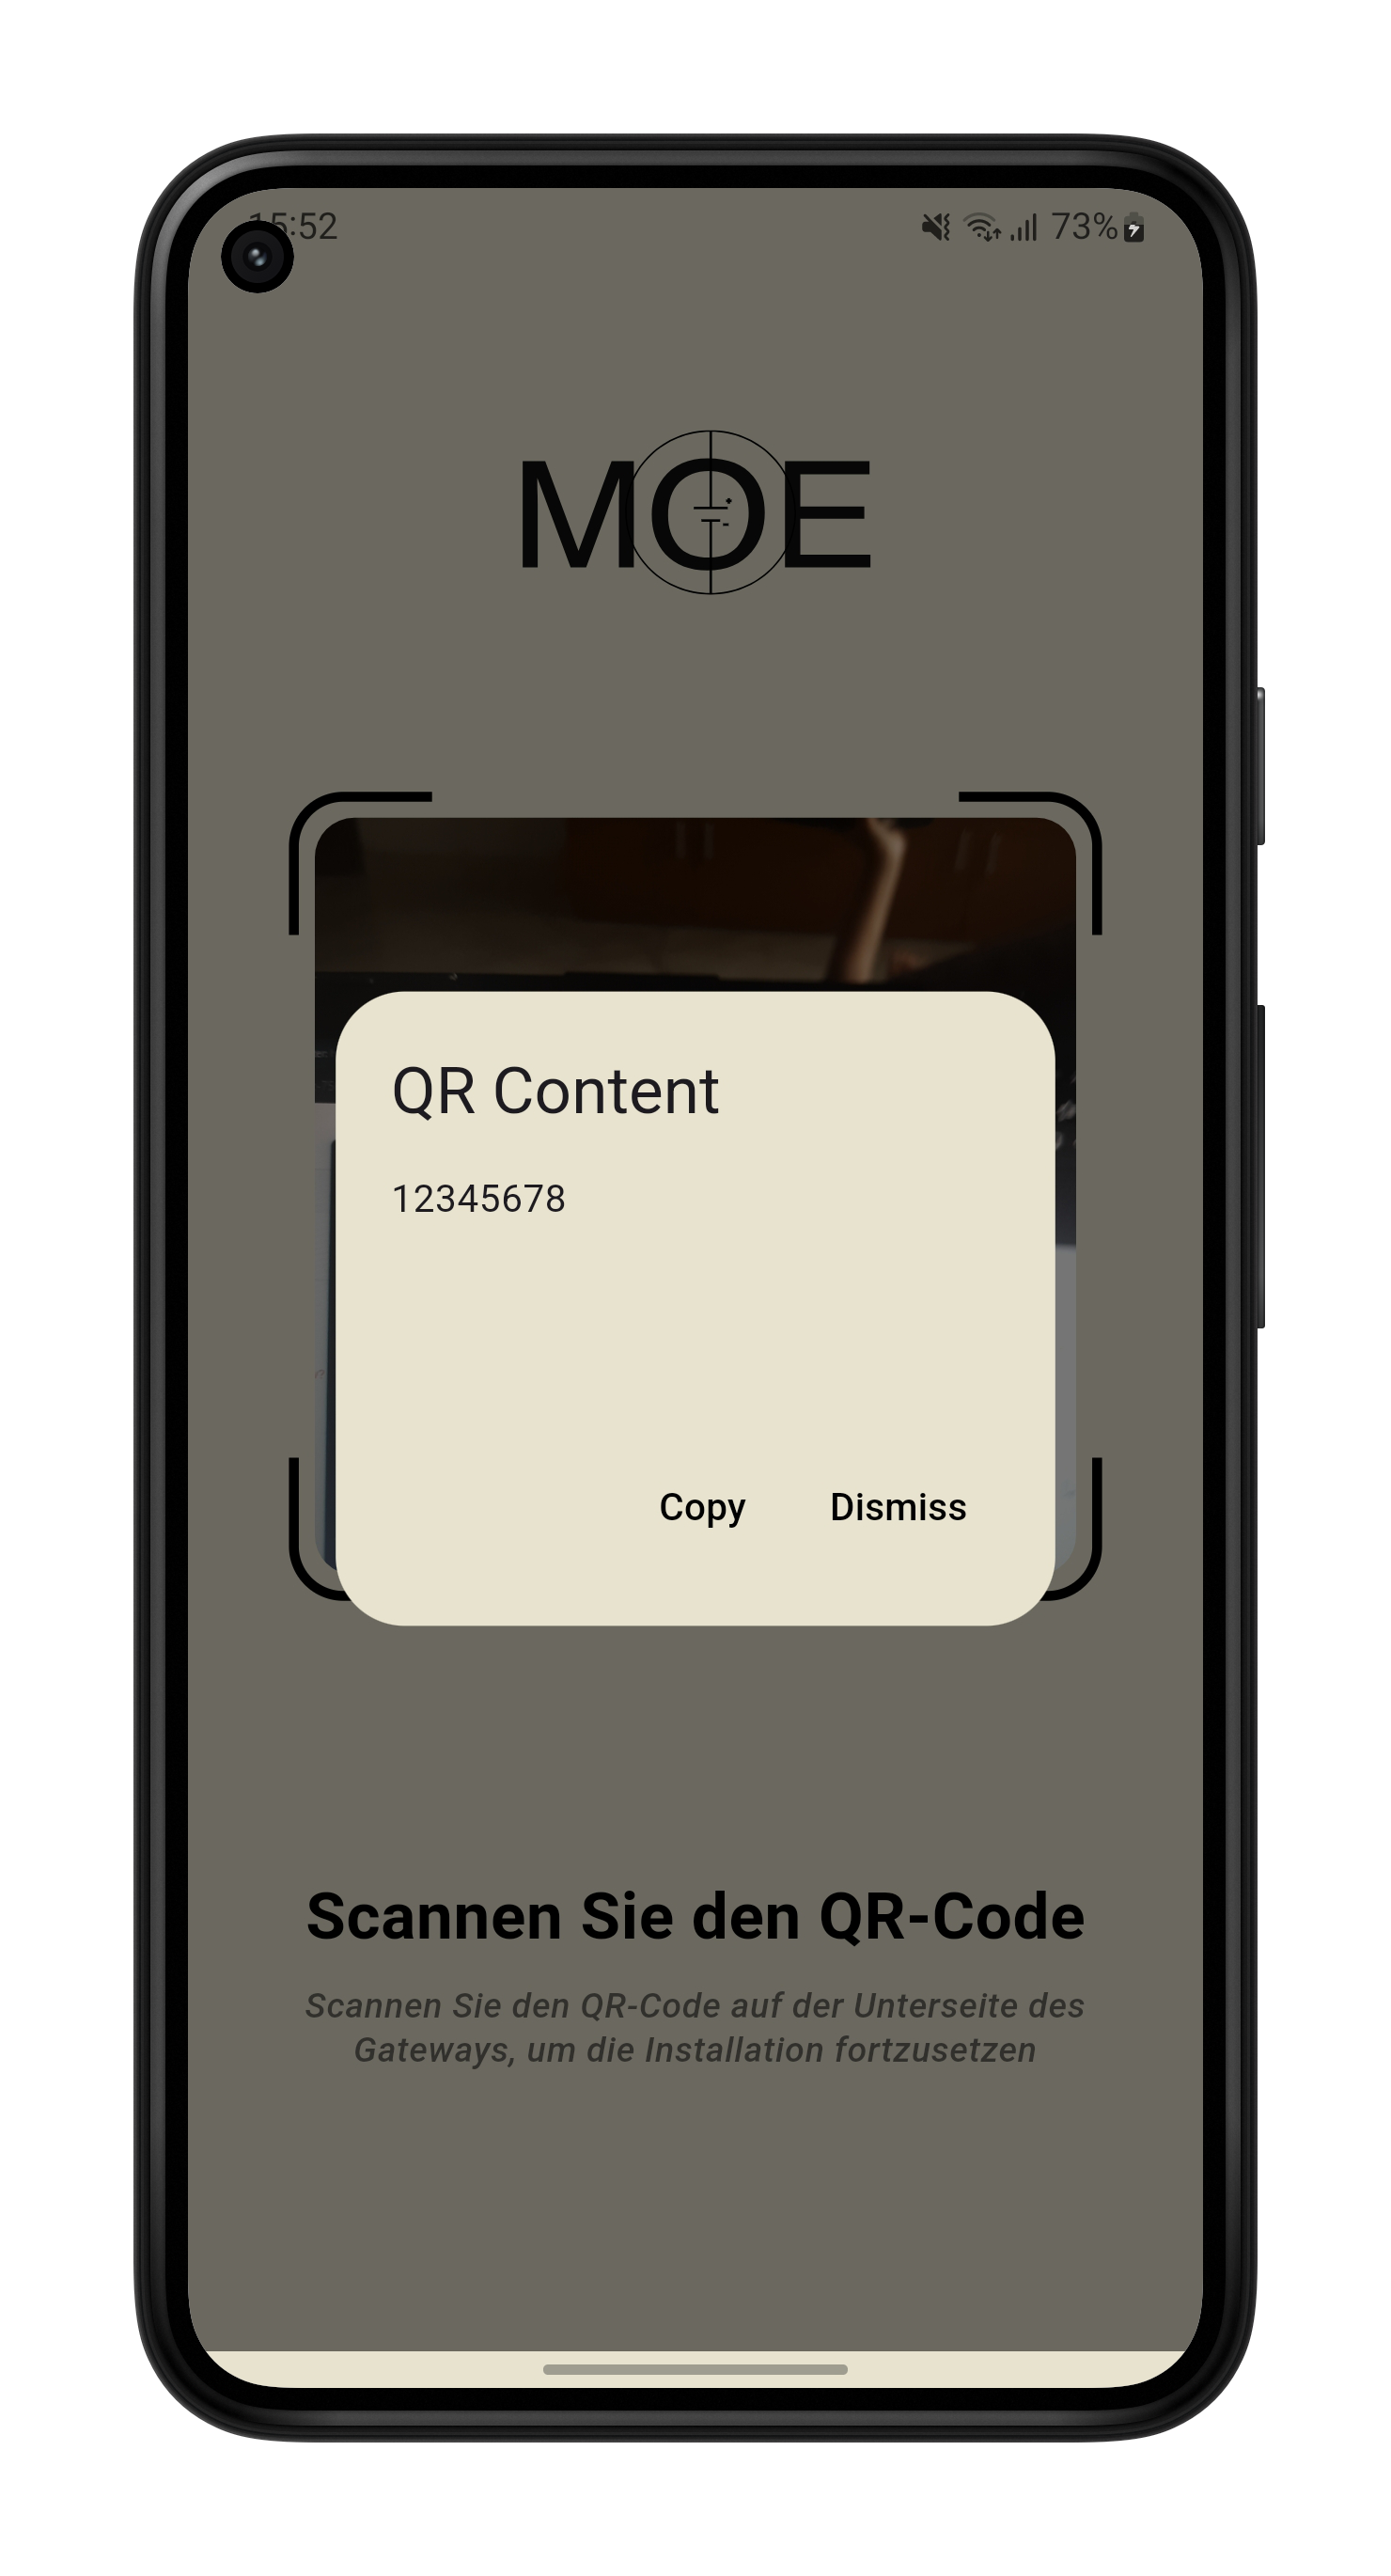 15:52 73%
MOE
QR Content
12345678
Copy Dismiss
Scannen Sie den QR-Code
Scannen Sie den QR-Code auf der Unterseite des
Gateways, um die Installation fortzusetzen